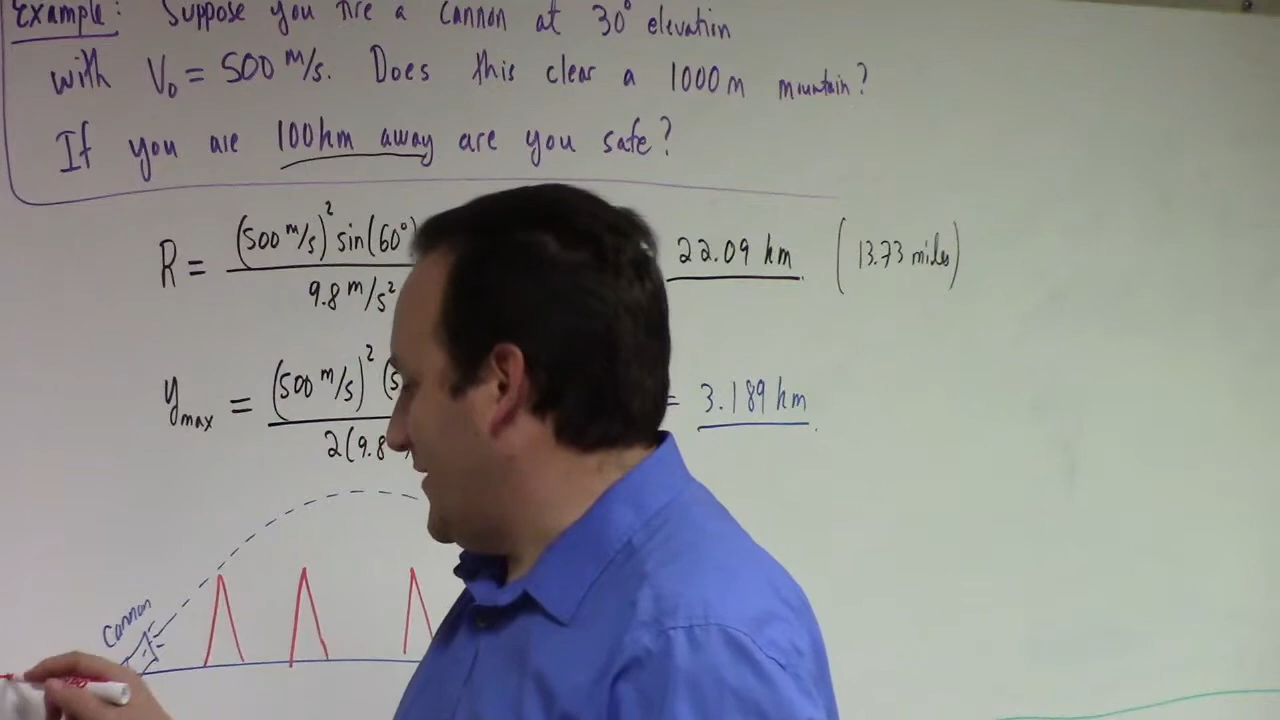 Example: Suppose you fire a cannon at 30° elevation
with V₀ = 500 m/s. Does this clear a 1000 m mountain?
If you are 100 km away are you safe?
R = (500 m/s)² sin(60°) / 9.8 m/s² 22.09 km (13.73 miles)
y_max = (500 m/s)² (s / 2(9.8 = 3.189 km
Cannon